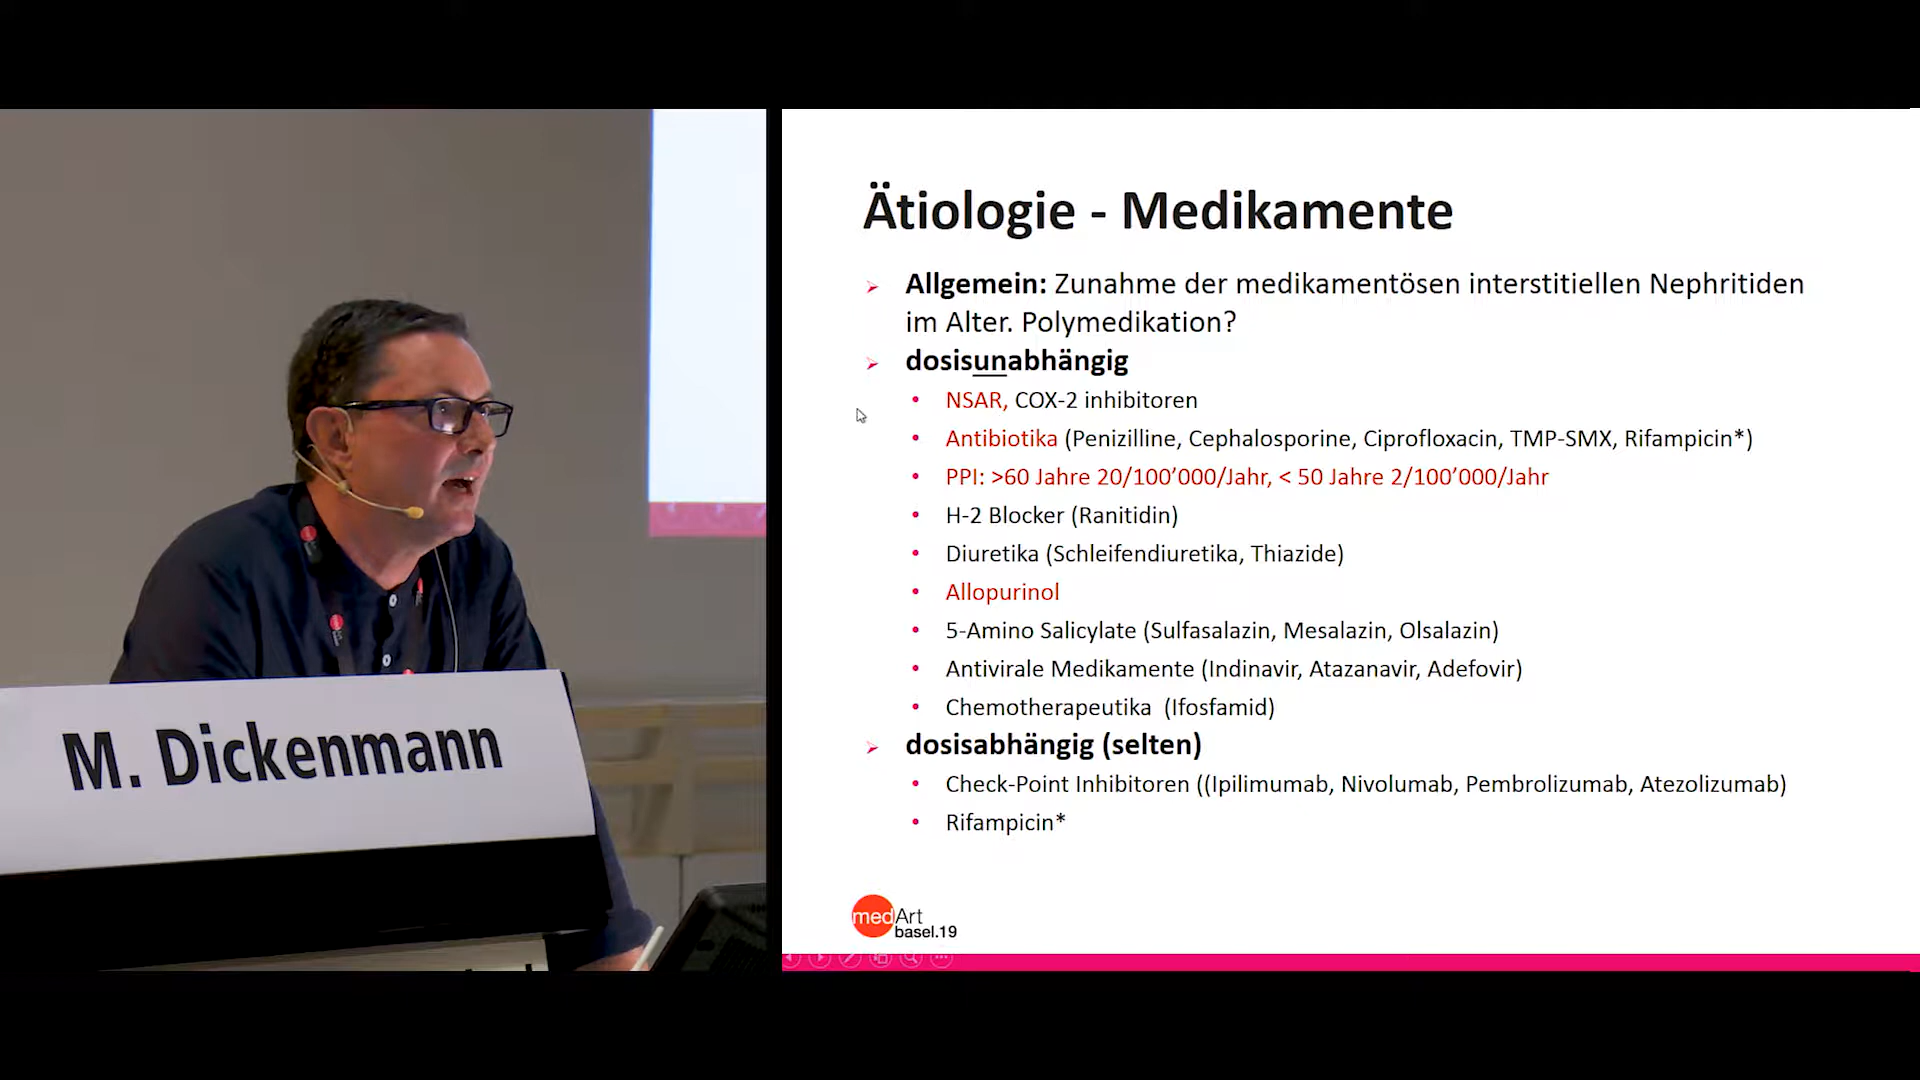 M. Dickenmann
Ätiologie - Medikamente
Allgemein: Zunahme der medikamentösen interstitiellen Nephritiden
im Alter. Polymedikation?
dosisunabhängig
NSAR, COX-2 inhibitoren
Antibiotika (Penizilline, Cephalosporine, Ciprofloxacin, TMP-SMX, Rifampicin*)
PPI: >60 Jahre 20/100’000/Jahr, < 50 Jahre 2/100’000/Jahr
H-2 Blocker (Ranitidin)
Diuretika (Schleifendiuretika, Thiazide)
Allopurinol
5-Amino Salicylate (Sulfasalazin, Mesalazin, Olsalazin)
Antivirale Medikamente (Indinavir, Atazanavir, Adefovir)
Chemotherapeutika (Ifosfamid)
dosisabhängig (selten)
Check-Point Inhibitoren ((Ipilimumab, Nivolumab, Pembrolizumab, Atezolizumab)
Rifampicin*
medArt
basel.19